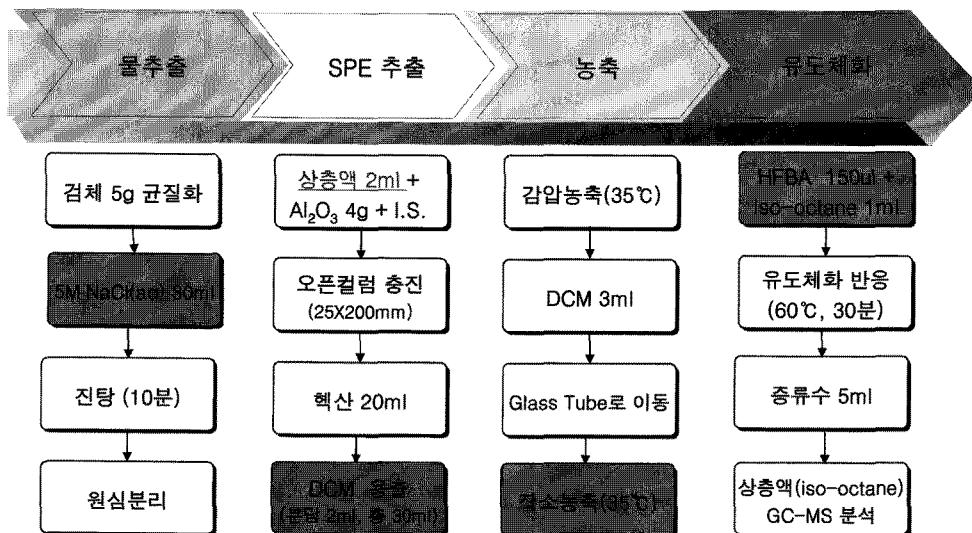 물추출
SPE 추출
농축
유도체화
검체 5g 균질화
5M NaCl(aq) 30ml
진탕 (10분)
원심분리
상층액 2ml +
Al₂O₃ 4g + I.S.
오픈컬럼 충진
(25X200mm)
헥산 20ml
DCM 용출
(분당 2ml, 총 30ml)
감압농축(35℃)
DCM 3ml
Glass Tube로 이동
질소농축(35℃)
HFBA 150ul +
iso-octane 1ml
유도체화 반응
(60℃, 30분)
증류수 5ml
상층액(iso-octane)
GC-MS 분석